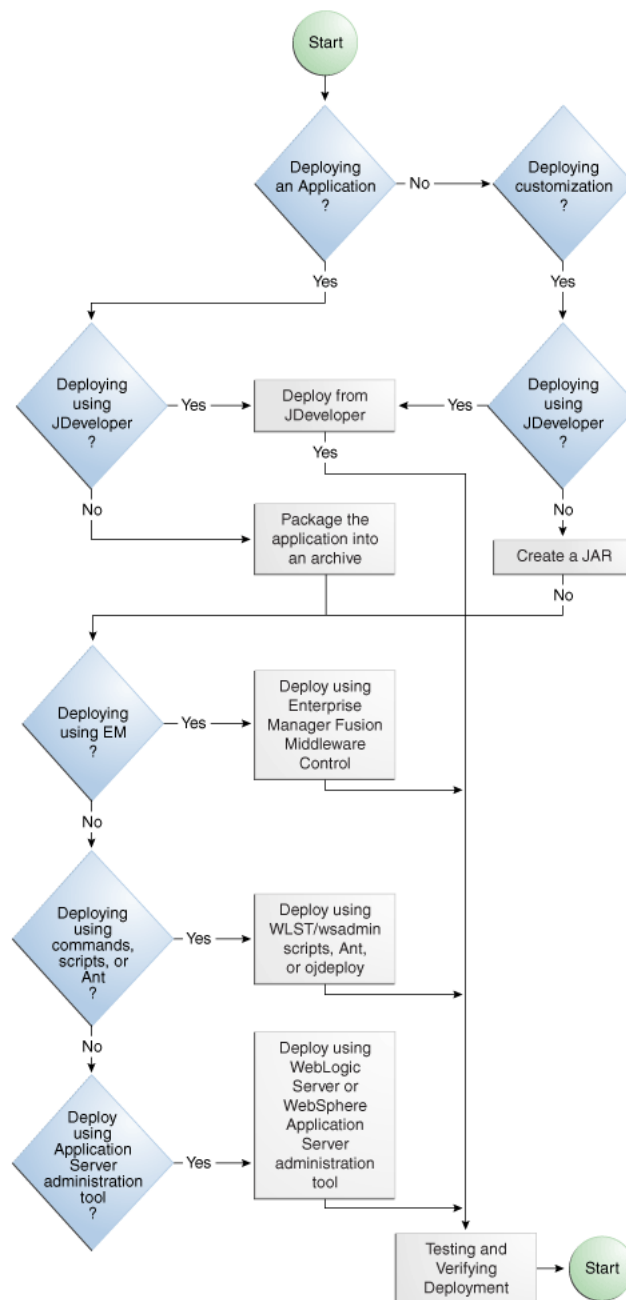 Start
Deploying
an Application
?
No
Deploying
customization
?
Yes
Yes
Deploying
using
JDeveloper
?
Yes
Deploy from
JDeveloper
Yes
Deploying
using
JDeveloper
?
Yes
No
Package the
application into
an archive
No
Create a JAR
No
Deploying
using EM
?
Yes
Deploy using
Enterprise
Manager Fusion
Middleware
Control
No
Deploying
using
commands,
scripts, or
Ant
?
Yes
Deploy using
WLST/wsadmin
scripts, Ant,
or ojdeploy
No
Deploy
using
Application
Server
administration
tool
?
Yes
Deploy using
WebLogic
Server or
WebSphere
Application
Server
administration
tool
Testing and
Verifying
Deployment
Start